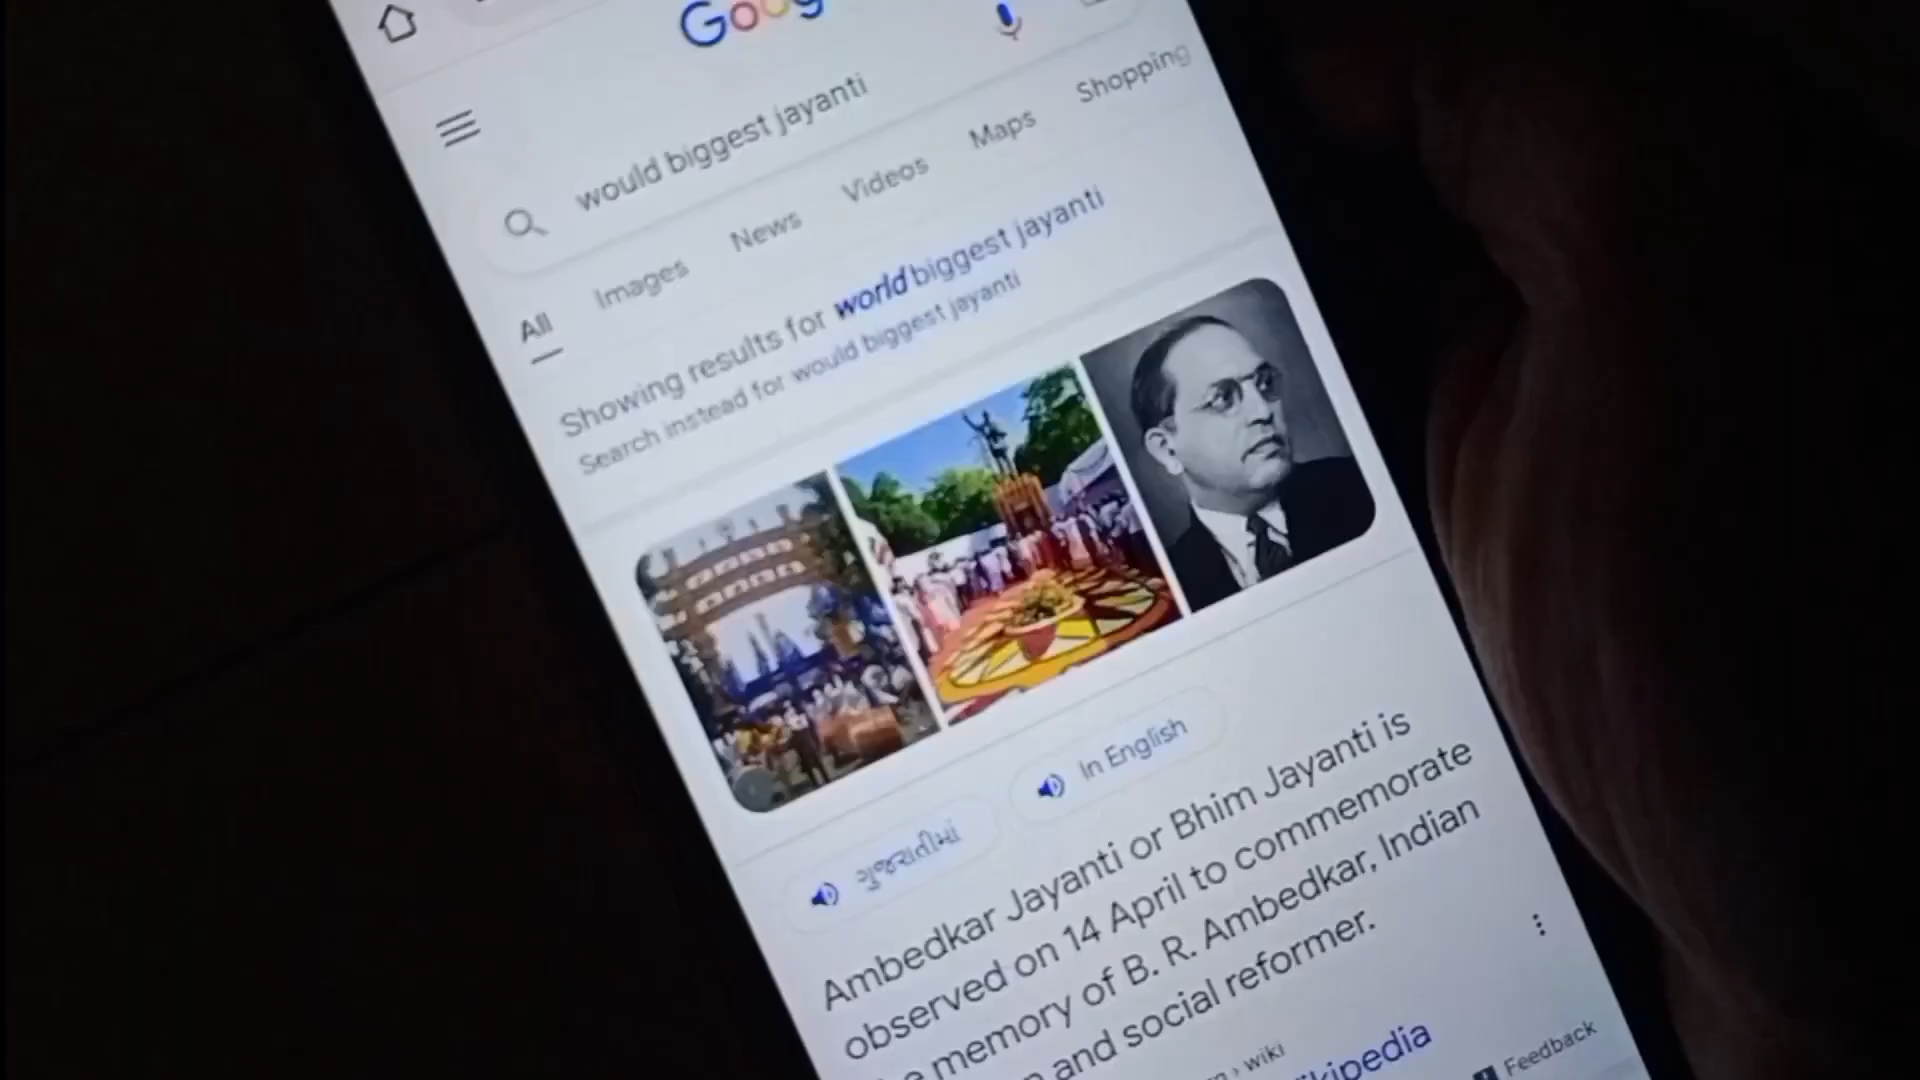 Goog
would biggest jayanti
All Images News Videos Maps Shopping
Showing results for world biggest jayanti
Search instead for would biggest jayanti
ગુજરાતીમાં In English
Ambedkar Jayanti or Bhim Jayanti is
observed on 14 April to commemorate
memory of B. R. Ambedkar, Indian
and social reformer.
› wiki
kipedia
Feedback